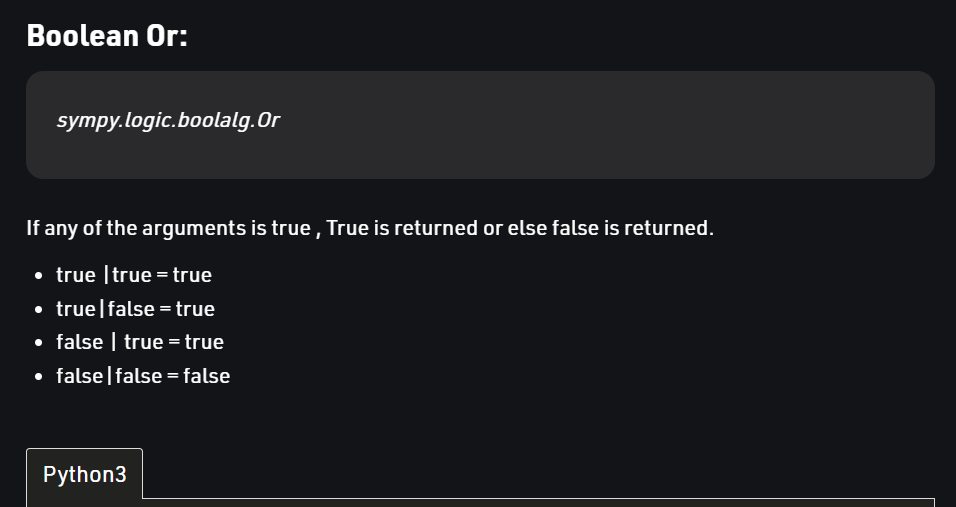 Boolean Or:
sympy.logic.boolalg.Or
If any of the arguments is true , True is returned or else false is returned.
• true |true = true
• true|false = true
• false | true = true
• false|false = false
Python3